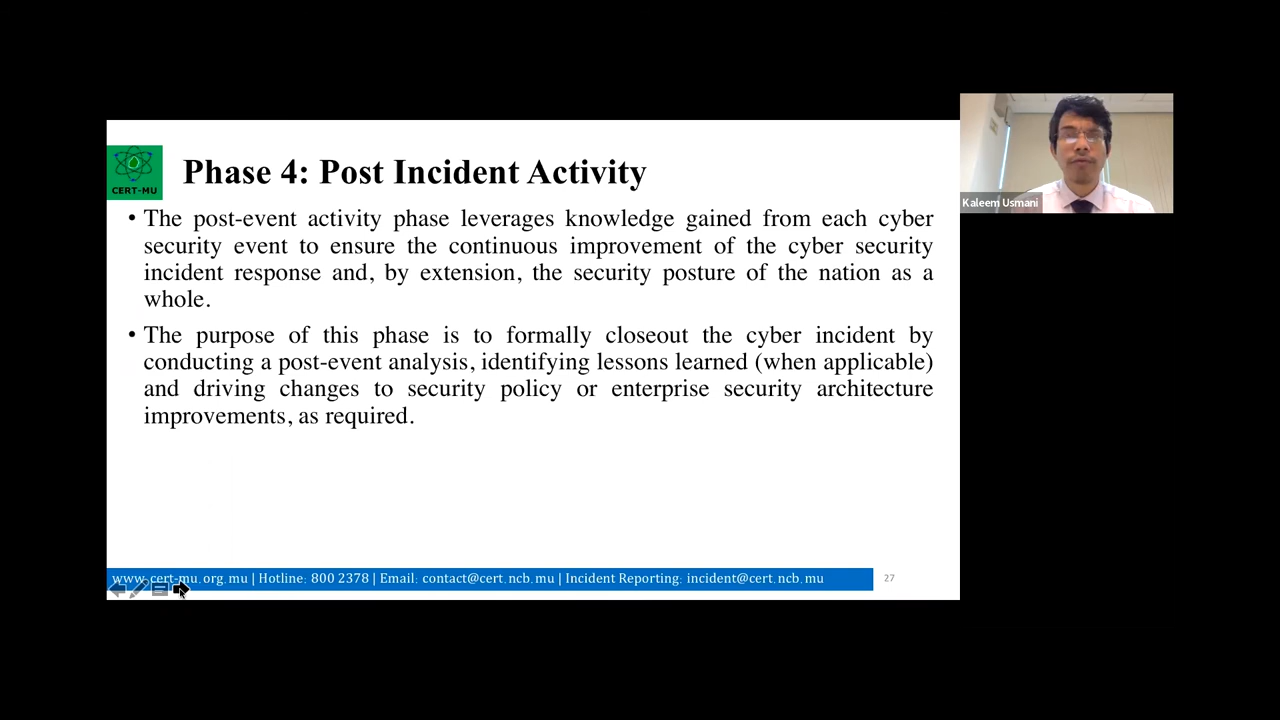 CERT-MU
Phase 4: Post Incident Activity
• The post-event activity phase leverages knowledge gained from each cyber
security event to ensure the continuous improvement of the cyber security
incident response and, by extension, the security posture of the nation as a
whole.
• The purpose of this phase is to formally closeout the cyber incident by
conducting a post-event analysis, identifying lessons learned (when applicable)
and driving changes to security policy or enterprise security architecture
improvements, as required.
www.cert-mu.org.mu | Hotline: 800 2378 | Email: contact@cert.ncb.mu | Incident Reporting: incident@cert.ncb.mu
27
Kaleem Usmani